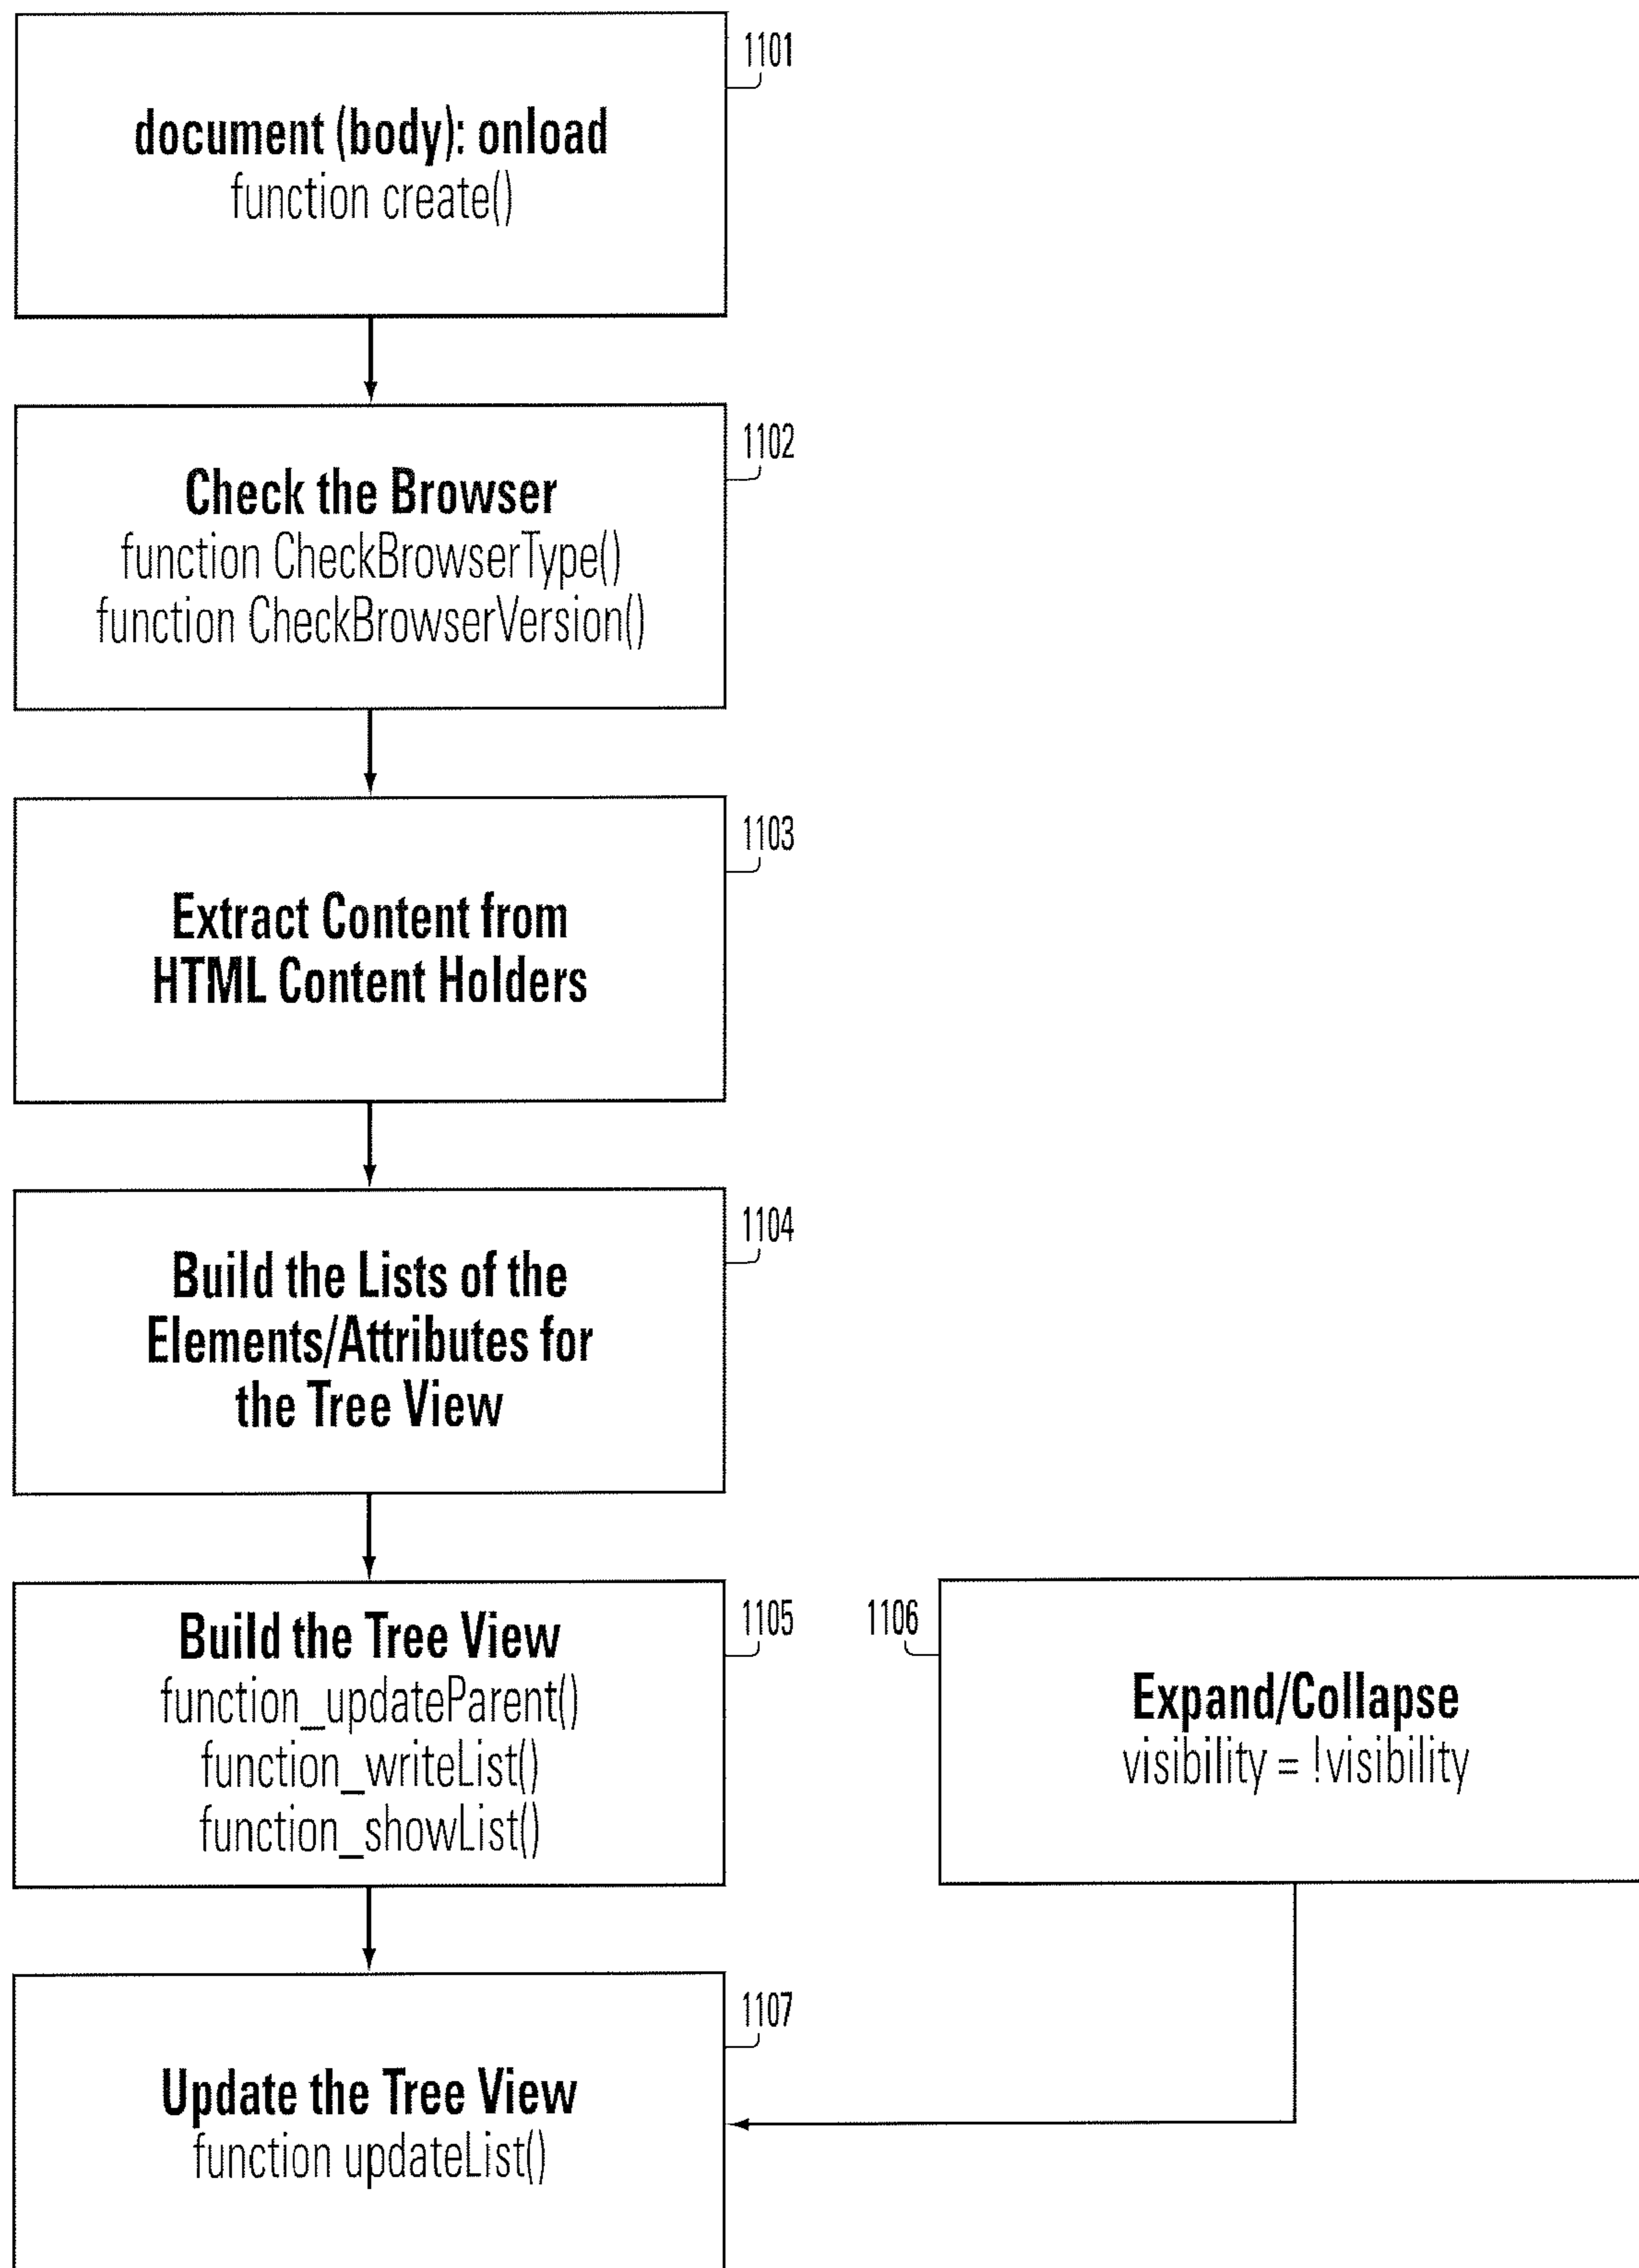 1101
document (body): onload
function create()
1102
Check the Browser
function CheckBrowserType()
function CheckBrowserVersion()
1103
Extract Content from
HTML Content Holders
1104
Build the Lists of the
Elements/Attributes for
the Tree View
1105
Build the Tree View
function_updateParent()
function_writeList()
function_showList()
1106
Expand/Collapse
visibility = !visibility
1107
Update the Tree View
function updateList()